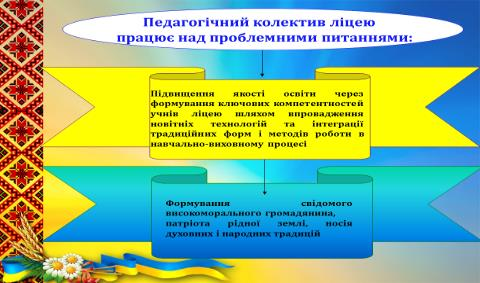 Педагогічний колектив ліцею
працює над проблемними питаннями:
Підвищення якості освіти через
формування ключових компетентностей
учнів ліцею шляхом впровадження
новітніх технологій та інтеграції
традиційних форм і методів роботи в
навчально-виховному процесі
Формування свідомого
високоморального громадянина,
патріота рідної землі, носія
духовних і народних традицій